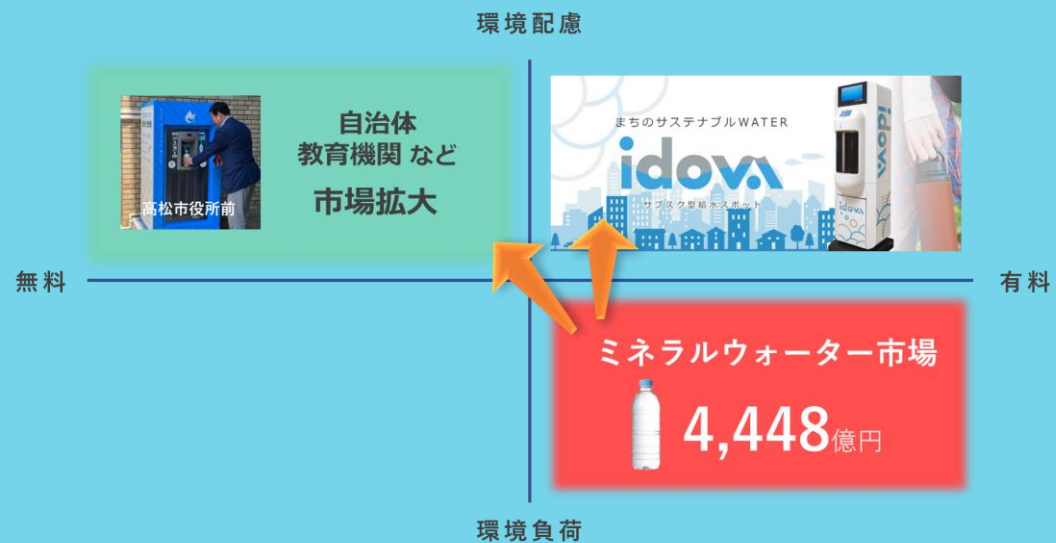 環境配慮
自治体
教育機関 など
市場拡大
高松市役所前
まちのサステナブルWATER
idova
サブスク型給水スポット
idova
idova
無料
有料
ミネラルウォーター市場
4,448億円
環境負荷